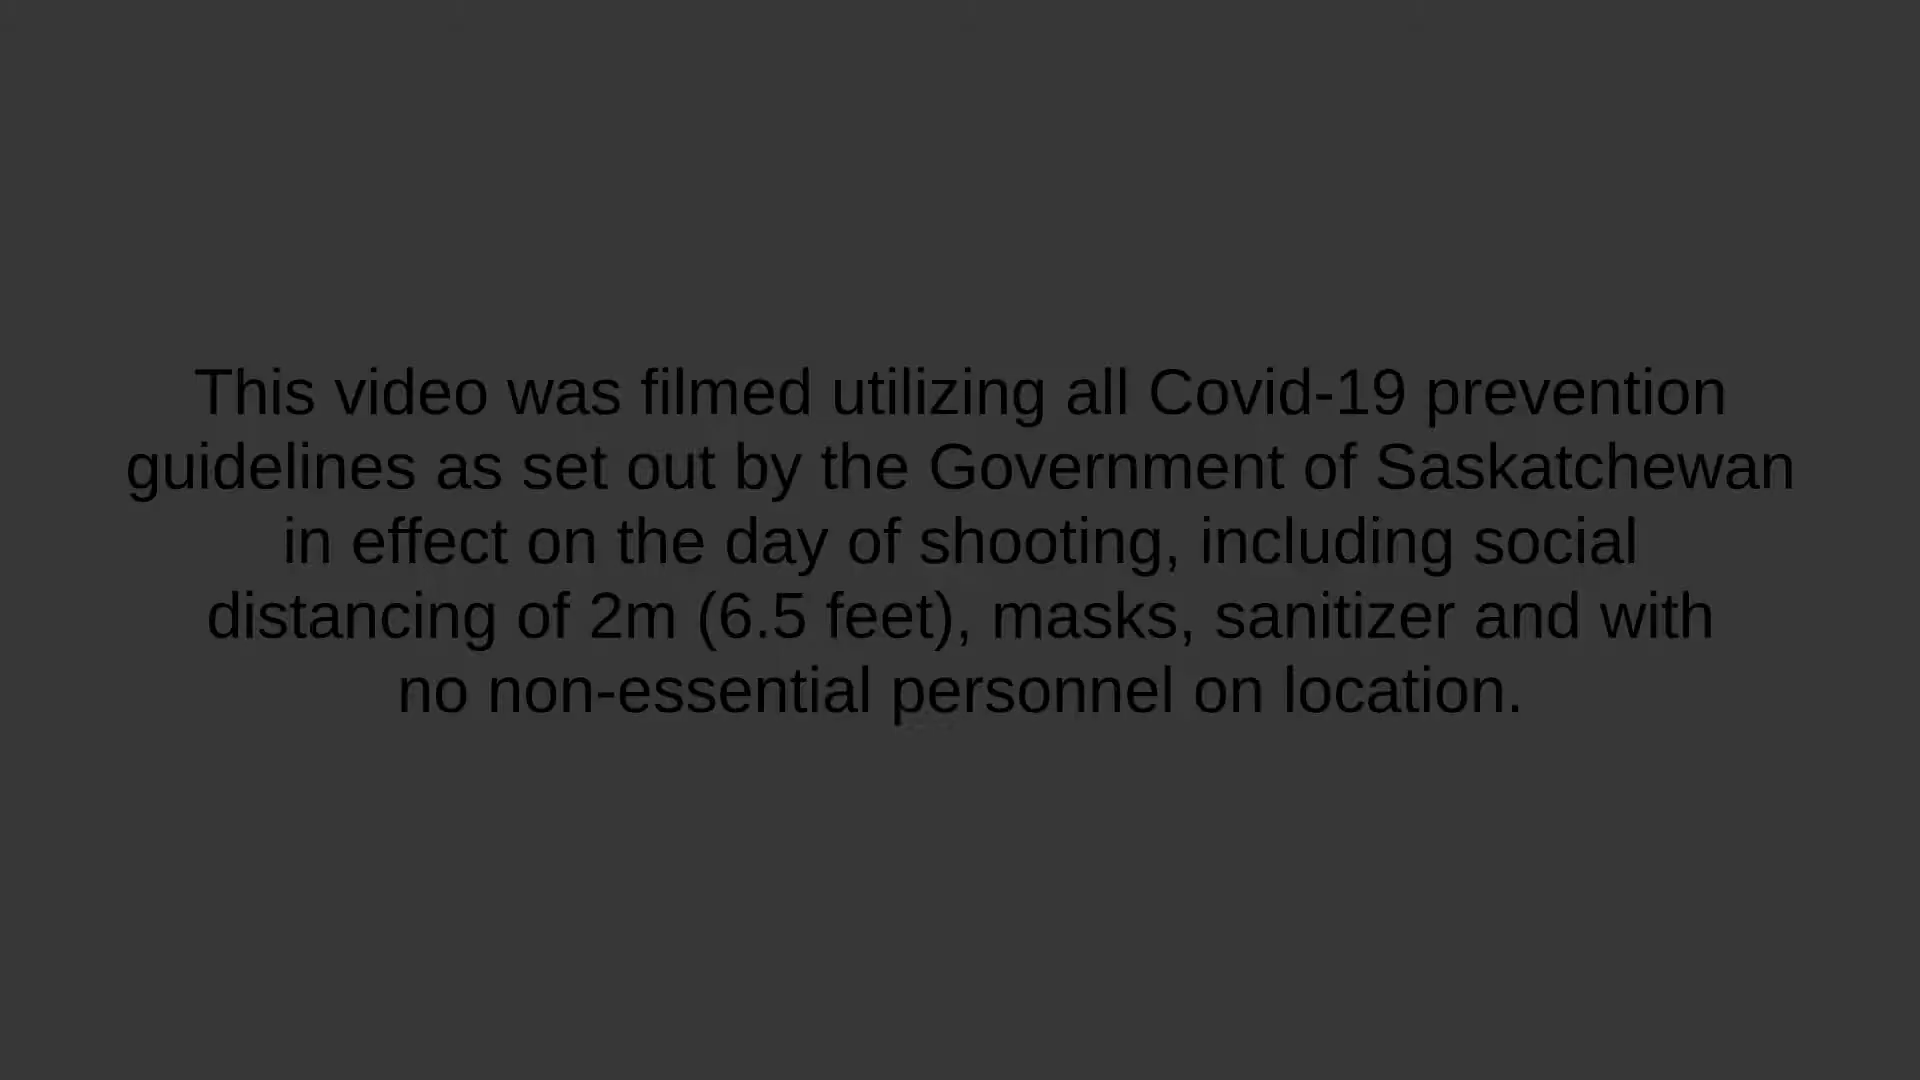 This video was filmed utilizing all Covid-19 prevention
guidelines as set out by the Government of Saskatchewan
in effect on the day of shooting, including social
distancing of 2m (6.5 feet), masks, sanitizer and with
no non-essential personnel on location.